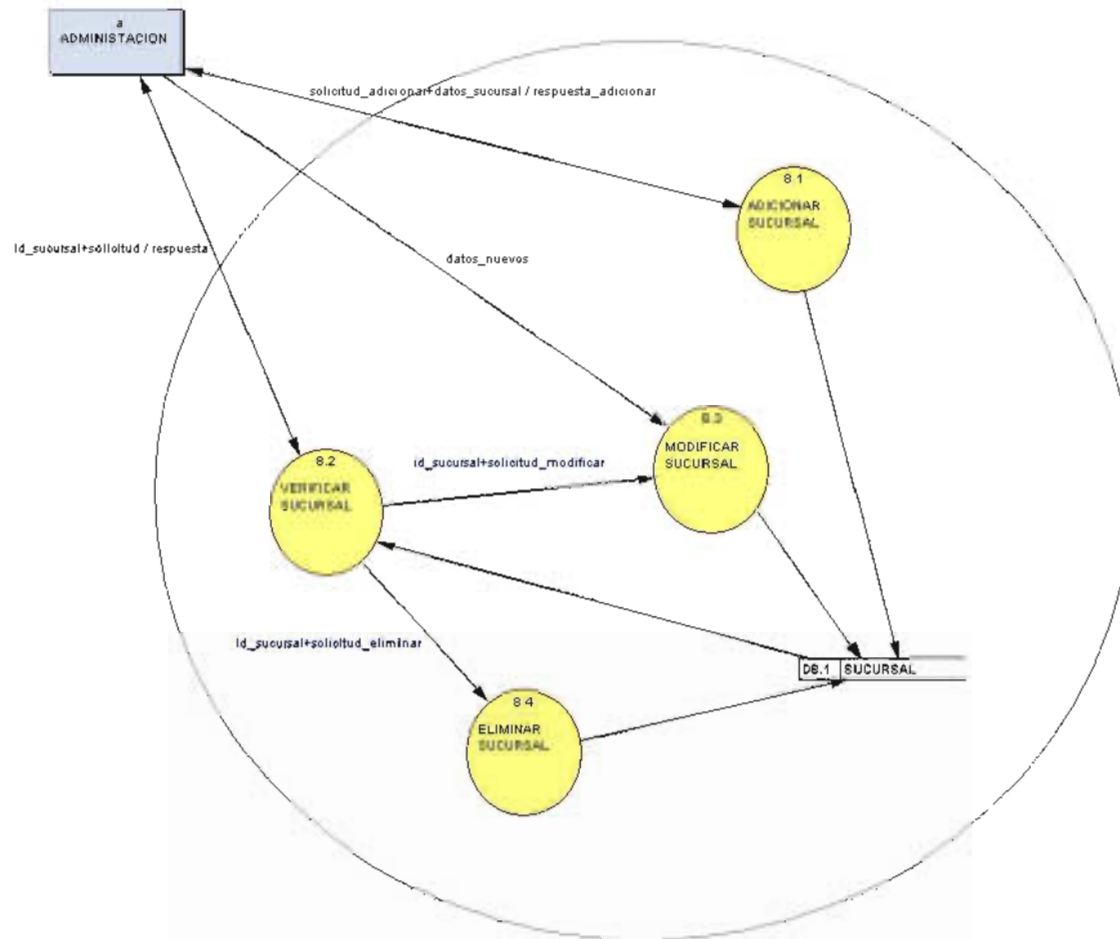 a
ADMINISTACION
solicitud_adicionar+datos_sucursal / respuesta_adicionar
8.1
ADICIONAR
SUCURSAL
id_sucursal+solicitud / respuesta
datos_nuevos
8.3
MODIFICAR
SUCURSAL
8.2
VERIFICAR
SUCURSAL
id_sucursal+solicitud_modificar
id_sucursal+solicitud_eliminar
D8.1 SUCURSAL
8.4
ELIMINAR
SUCURSAL